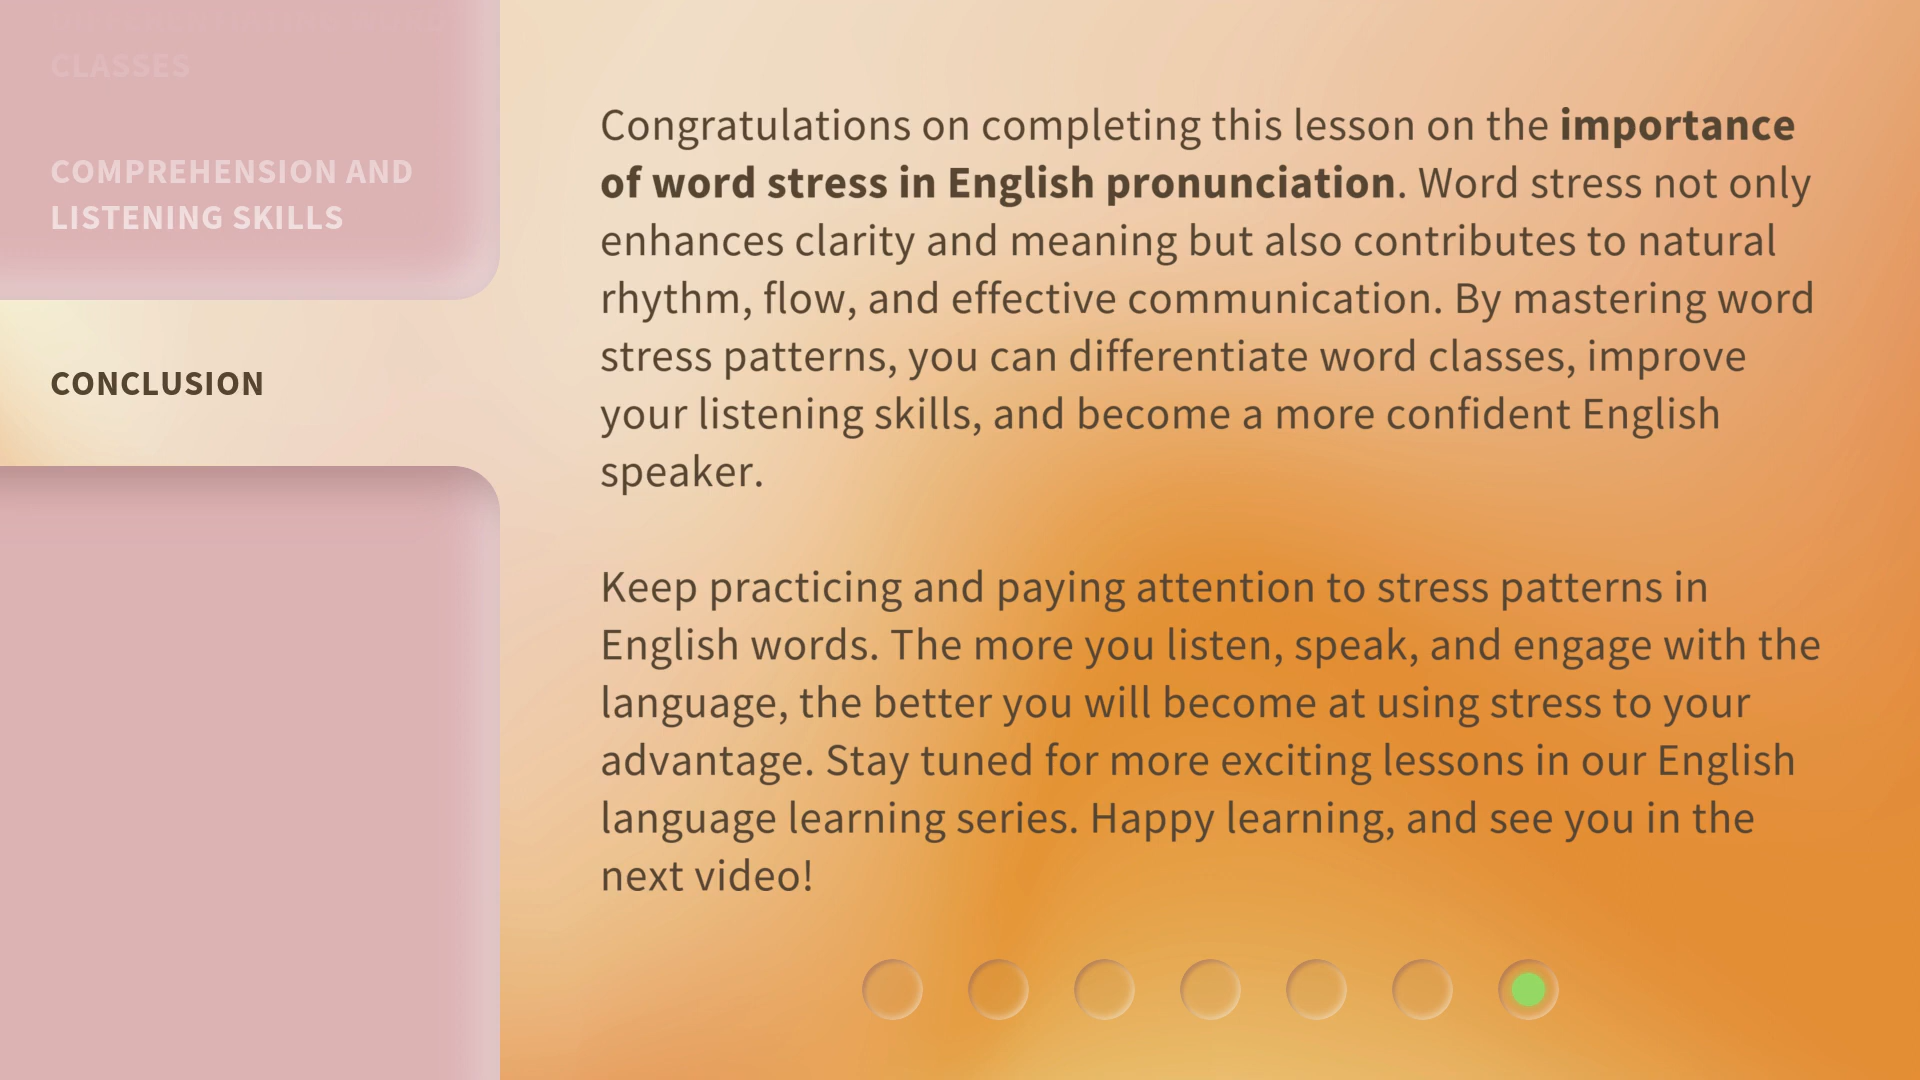 CLASSES
COMPREHENSION AND
LISTENING SKILLS
CONCLUSION
Congratulations on completing this lesson on the importance
of word stress in English pronunciation. Word stress not only
enhances clarity and meaning but also contributes to natural
rhythm, flow, and effective communication. By mastering word
stress patterns, you can differentiate word classes, improve
your listening skills, and become a more confident English
speaker.
Keep practicing and paying attention to stress patterns in
English words. The more you listen, speak, and engage with the
language, the better you will become at using stress to your
advantage. Stay tuned for more exciting lessons in our English
language learning series. Happy learning, and see you in the
next video!